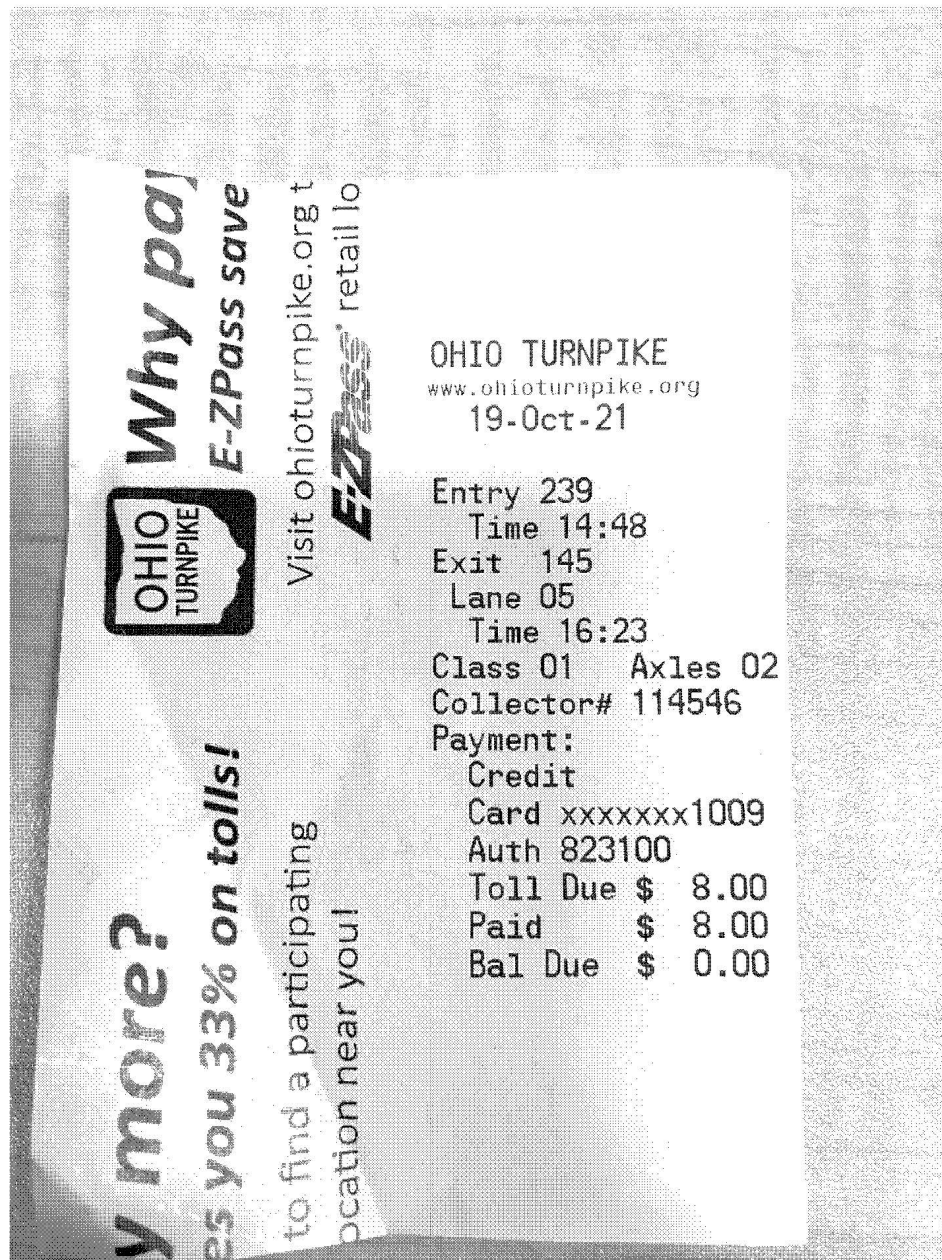 Why pay
E-ZPass save
Visit ohioturnpike.org t
E-ZPass retail lo
OHIO
TURNPIKE
y more?
es you 33% on tolls!
to find a participating
ocation near you!
OHIO TURNPIKE
www.ohioturnpike.org
19-Oct-21
Entry 239
Time 14:48
Exit 145
Lane 05
Time 16:23
Class 01 Axles 02
Collector# 114546
Payment:
Credit
Card xxxxxxx1009
Auth 823100
Toll Due $ 8.00
Paid $ 8.00
Bal Due $ 0.00